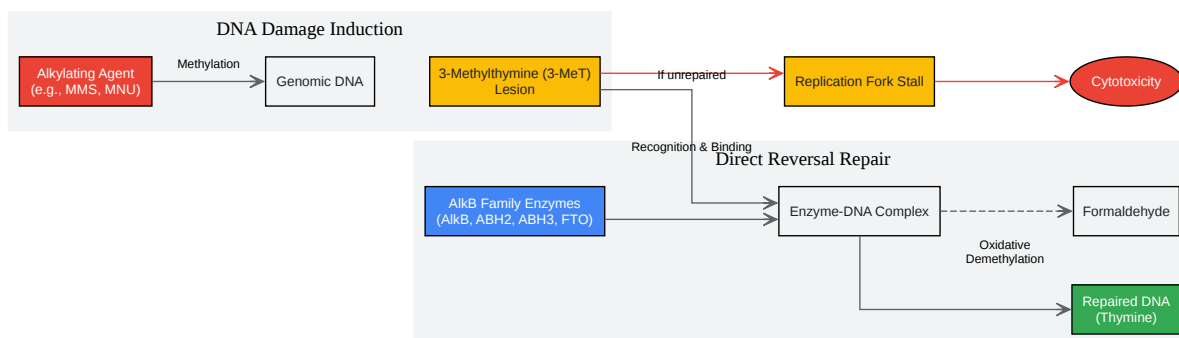 DNA Damage Induction
Alkylating Agent
(e.g., MMS, MNU)
Methylation
Genomic DNA
3-Methylthymine (3-MeT)
Lesion
If unrepaired
Replication Fork Stall
Cytotoxicity
Recognition & Binding
Direct Reversal Repair
AlkB Family Enzymes
(AlkB, ABH2, ABH3, FTO)
Enzyme-DNA Complex
Formaldehyde
Oxidative
Demethylation
Repaired DNA
(Thymine)